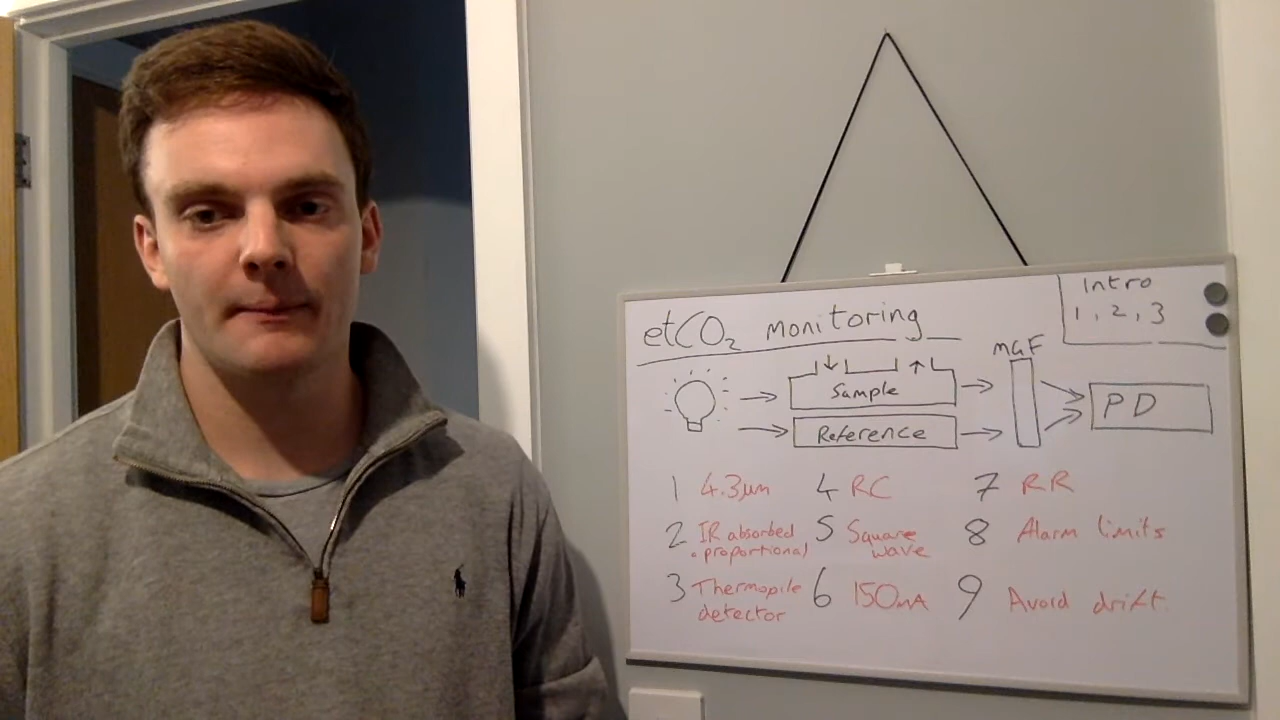 etCO₂ monitoring
Intro
1, 2, 3
MGF
Sample
Reference
PD
1 4.3μm
2 IR absorbed
. proportional
3 Thermopile
detector
4 RC
5 Square
wave
6 150mA
7 RR
8 Alarm limits
9 Avoid drift